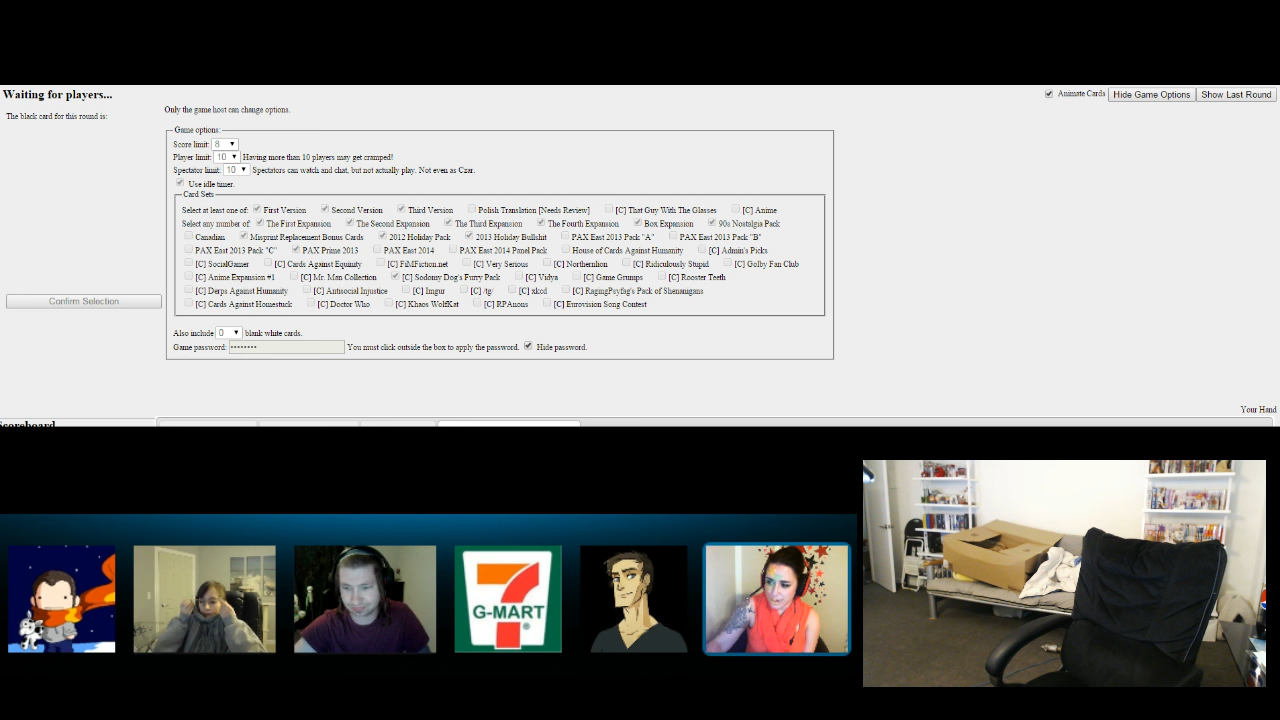 Waiting for players...
Animate Cards Hide Game Options Show Last Round
The black card for this round is:
Only the game host can change options.
Game options:
Score limit: 8
Player limit: 10 Having more than 10 players may get cramped!
Spectator limit: 10 Spectators can watch and chat, but not actually play. Not even as Czar.
Use idle timer.
Card Sets
Select at least one of: First Version Second Version Third Version Polish Translation [Needs Review] [C] That Guy With The Glasses [C] Anime
Select any number of: The First Expansion The Second Expansion The Third Expansion The Fourth Expansion Box Expansion 90s Nostalgia Pack
Canadian Misprint Replacement Bonus Cards 2012 Holiday Pack 2013 Holiday Bullshit PAX East 2013 Pack "A" PAX East 2013 Pack "B"
PAX East 2013 Pack "C" PAX Prime 2013 PAX East 2014 PAX East 2014 Panel Pack House of Cards Against Humanity [C] Admin's Picks
[C] SocialGamer [C] Cards Against Equinity [C] FiMFiction.net [C] Very Serious [C] Northernlion [C] Ridiculously Stupid [C] Golby Fan Club
[C] Anime Expansion #1 [C] Mr. Man Collection [C] Sodomy Dog's Furry Pack [C] Vidya [C] Game Grumps [C] Rooster Teeth
[C] Derps Against Humanity [C] Antisocial Injustice [C] Imgur [C] /tg/ [C] xkcd [C] RagingPsyfag's Pack of Shenanigans
[C] Cards Against Homestuck [C] Doctor Who [C] Khaos WolfKat [C] RPAnons [C] Eurovision Song Contest
Confirm Selection
Also include 0 blank white cards.
Game password: •••••••• You must click outside the box to apply the password. Hide password.
Your Hand
Scoreboard
7
G-MART